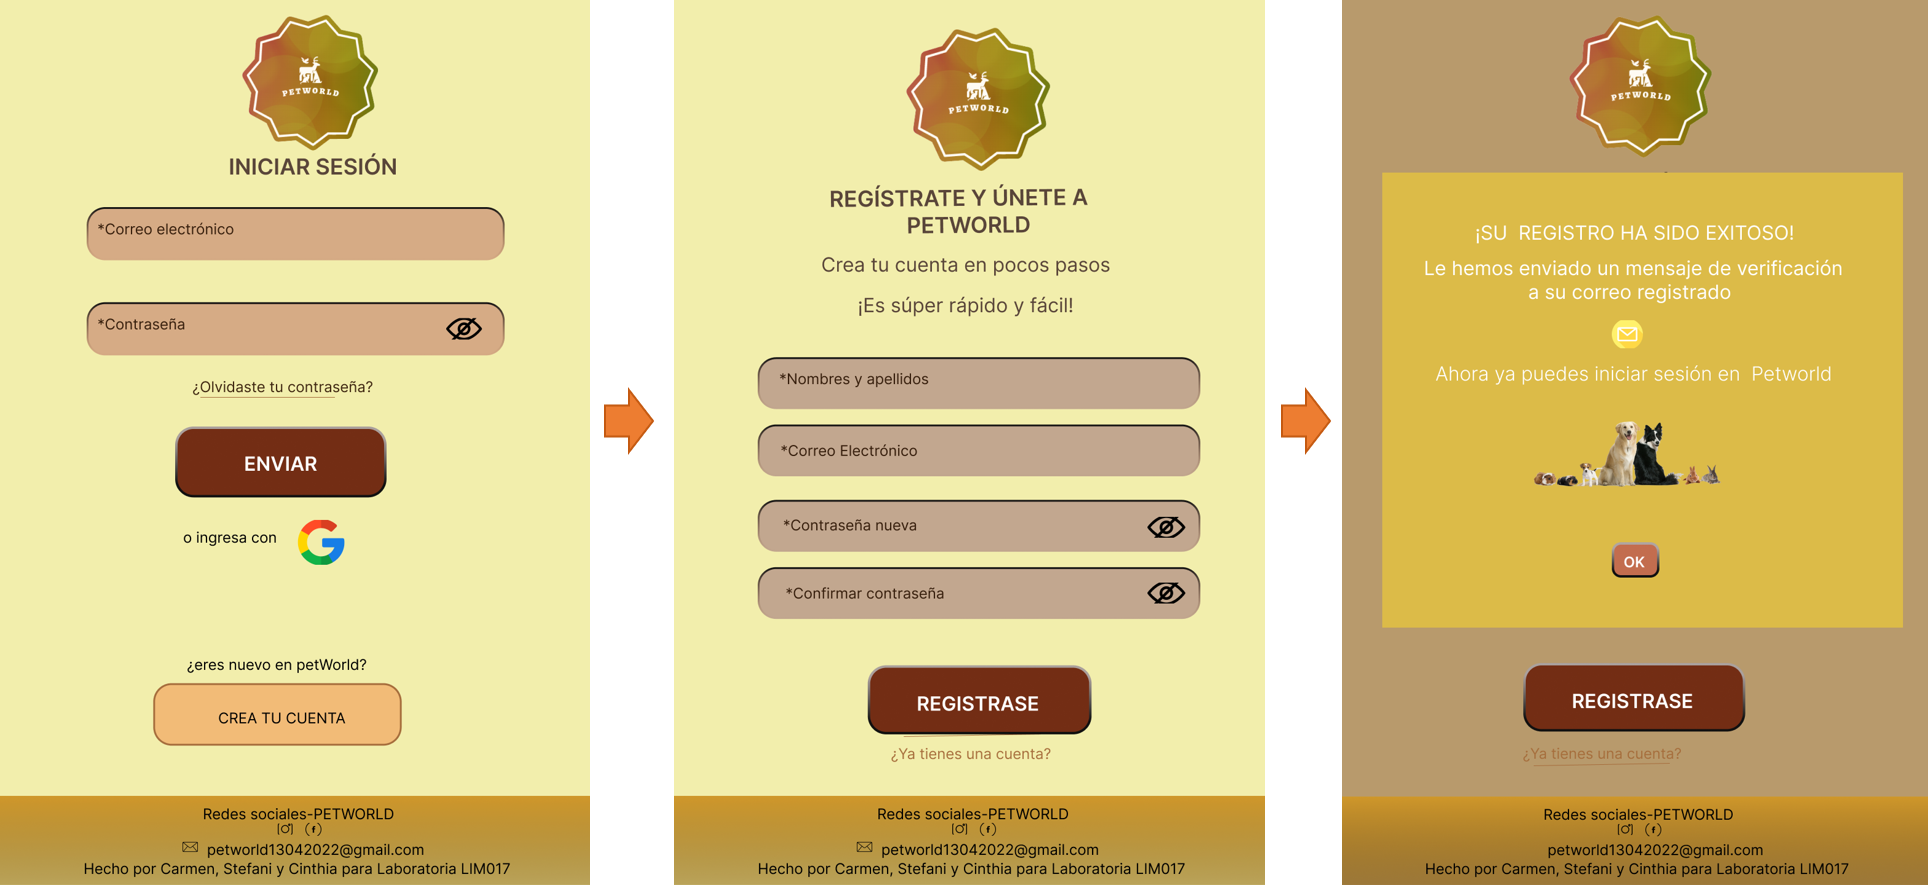 PETWORLD
INICIAR SESIÓN
*Correo electrónico
*Contraseña
¿Olvidaste tu contraseña?
ENVIAR
o ingresa con
¿eres nuevo en petWorld?
CREA TU CUENTA
Redes sociales-PETWORLD
petworld13042022@gmail.com
Hecho por Carmen, Stefani y Cinthia para Laboratoria LIM017
PETWORLD
REGÍSTRATE Y ÚNETE A
PETWORLD
Crea tu cuenta en pocos pasos
¡Es súper rápido y fácil!
*Nombres y apellidos
*Correo Electrónico
*Contraseña nueva
*Confirmar contraseña
REGISTRASE
¿Ya tienes una cuenta?
Redes sociales-PETWORLD
petworld13042022@gmail.com
Hecho por Carmen, Stefani y Cinthia para Laboratoria LIM017
PETWORLD
¡SU REGISTRO HA SIDO EXITOSO!
Le hemos enviado un mensaje de verificación
a su correo registrado
Ahora ya puedes iniciar sesión en Petworld
OK
REGISTRASE
¿Ya tienes una cuenta?
Redes sociales-PETWORLD
petworld13042022@gmail.com
Hecho por Carmen, Stefani y Cinthia para Laboratoria LIM017